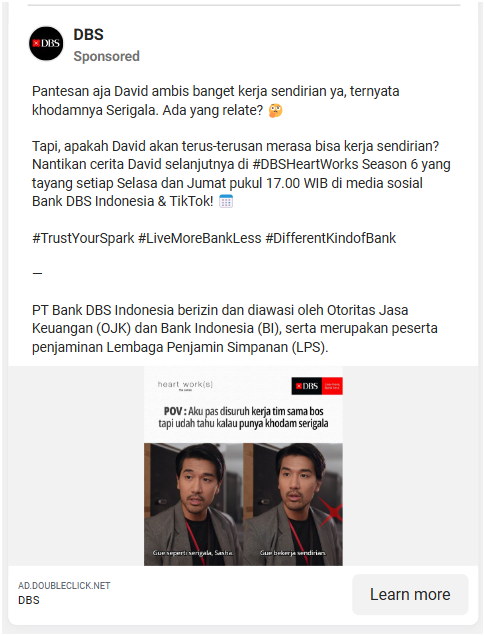 DBS
DBS
Sponsored
Pantesan aja David ambis banget kerja sendirian ya, ternyata
khodamnya Serigala. Ada yang relate? 🤔
Tapi, apakah David akan terus-terusan merasa bisa kerja sendirian?
Nantikan cerita David selanjutnya di #DBSHeartWorks Season 6 yang
tayang setiap Selasa dan Jumat pukul 17.00 WIB di media sosial
Bank DBS Indonesia & TikTok! 🗓️
#TrustYourSpark #LiveMoreBankLess #DifferentKindofBank
—
PT Bank DBS Indonesia berizin dan diawasi oleh Otoritas Jasa
Keuangan (OJK) dan Bank Indonesia (BI), serta merupakan peserta
penjaminan Lembaga Penjamin Simpanan (LPS).
heart work(s)
DBS
POV : Aku pas disuruh kerja tim sama bos
tapi udah tahu kalau punya khodam serigala
Gue seperti serigala, Sasha.
Gue bekerja sendirian.
AD.DOUBLECLICK.NET
DBS
Learn more